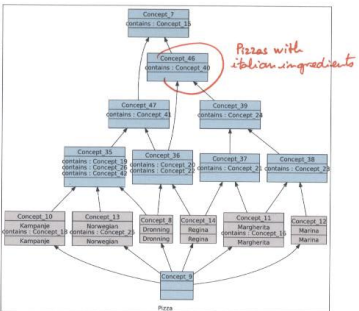 Concept_7
contains : Concept_15
Concept_46
contains : Concept_40
Pizzas with
italian ingredients
Concept_47
contains : Concept_41
Concept_39
contains : Concept_24
Concept_35
contains : Concept_19
contains : Concept_26
contains : Concept_42
Concept_36
contains : Concept_20
contains : Concept_22
Concept_37
contains : Concept_21
Concept_38
contains : Concept_23
Concept_10
Kampanje
contains : Concept_18
Kampanje
Concept_13
Norwegian
contains : Concept_25
Norwegian
Concept_8
Dronning
Dronning
Concept_14
Regina
Regina
Concept_11
Margherita
contains : Concept_16
Margherita
Concept_12
Marina
Marina
Concept_9
Pizza